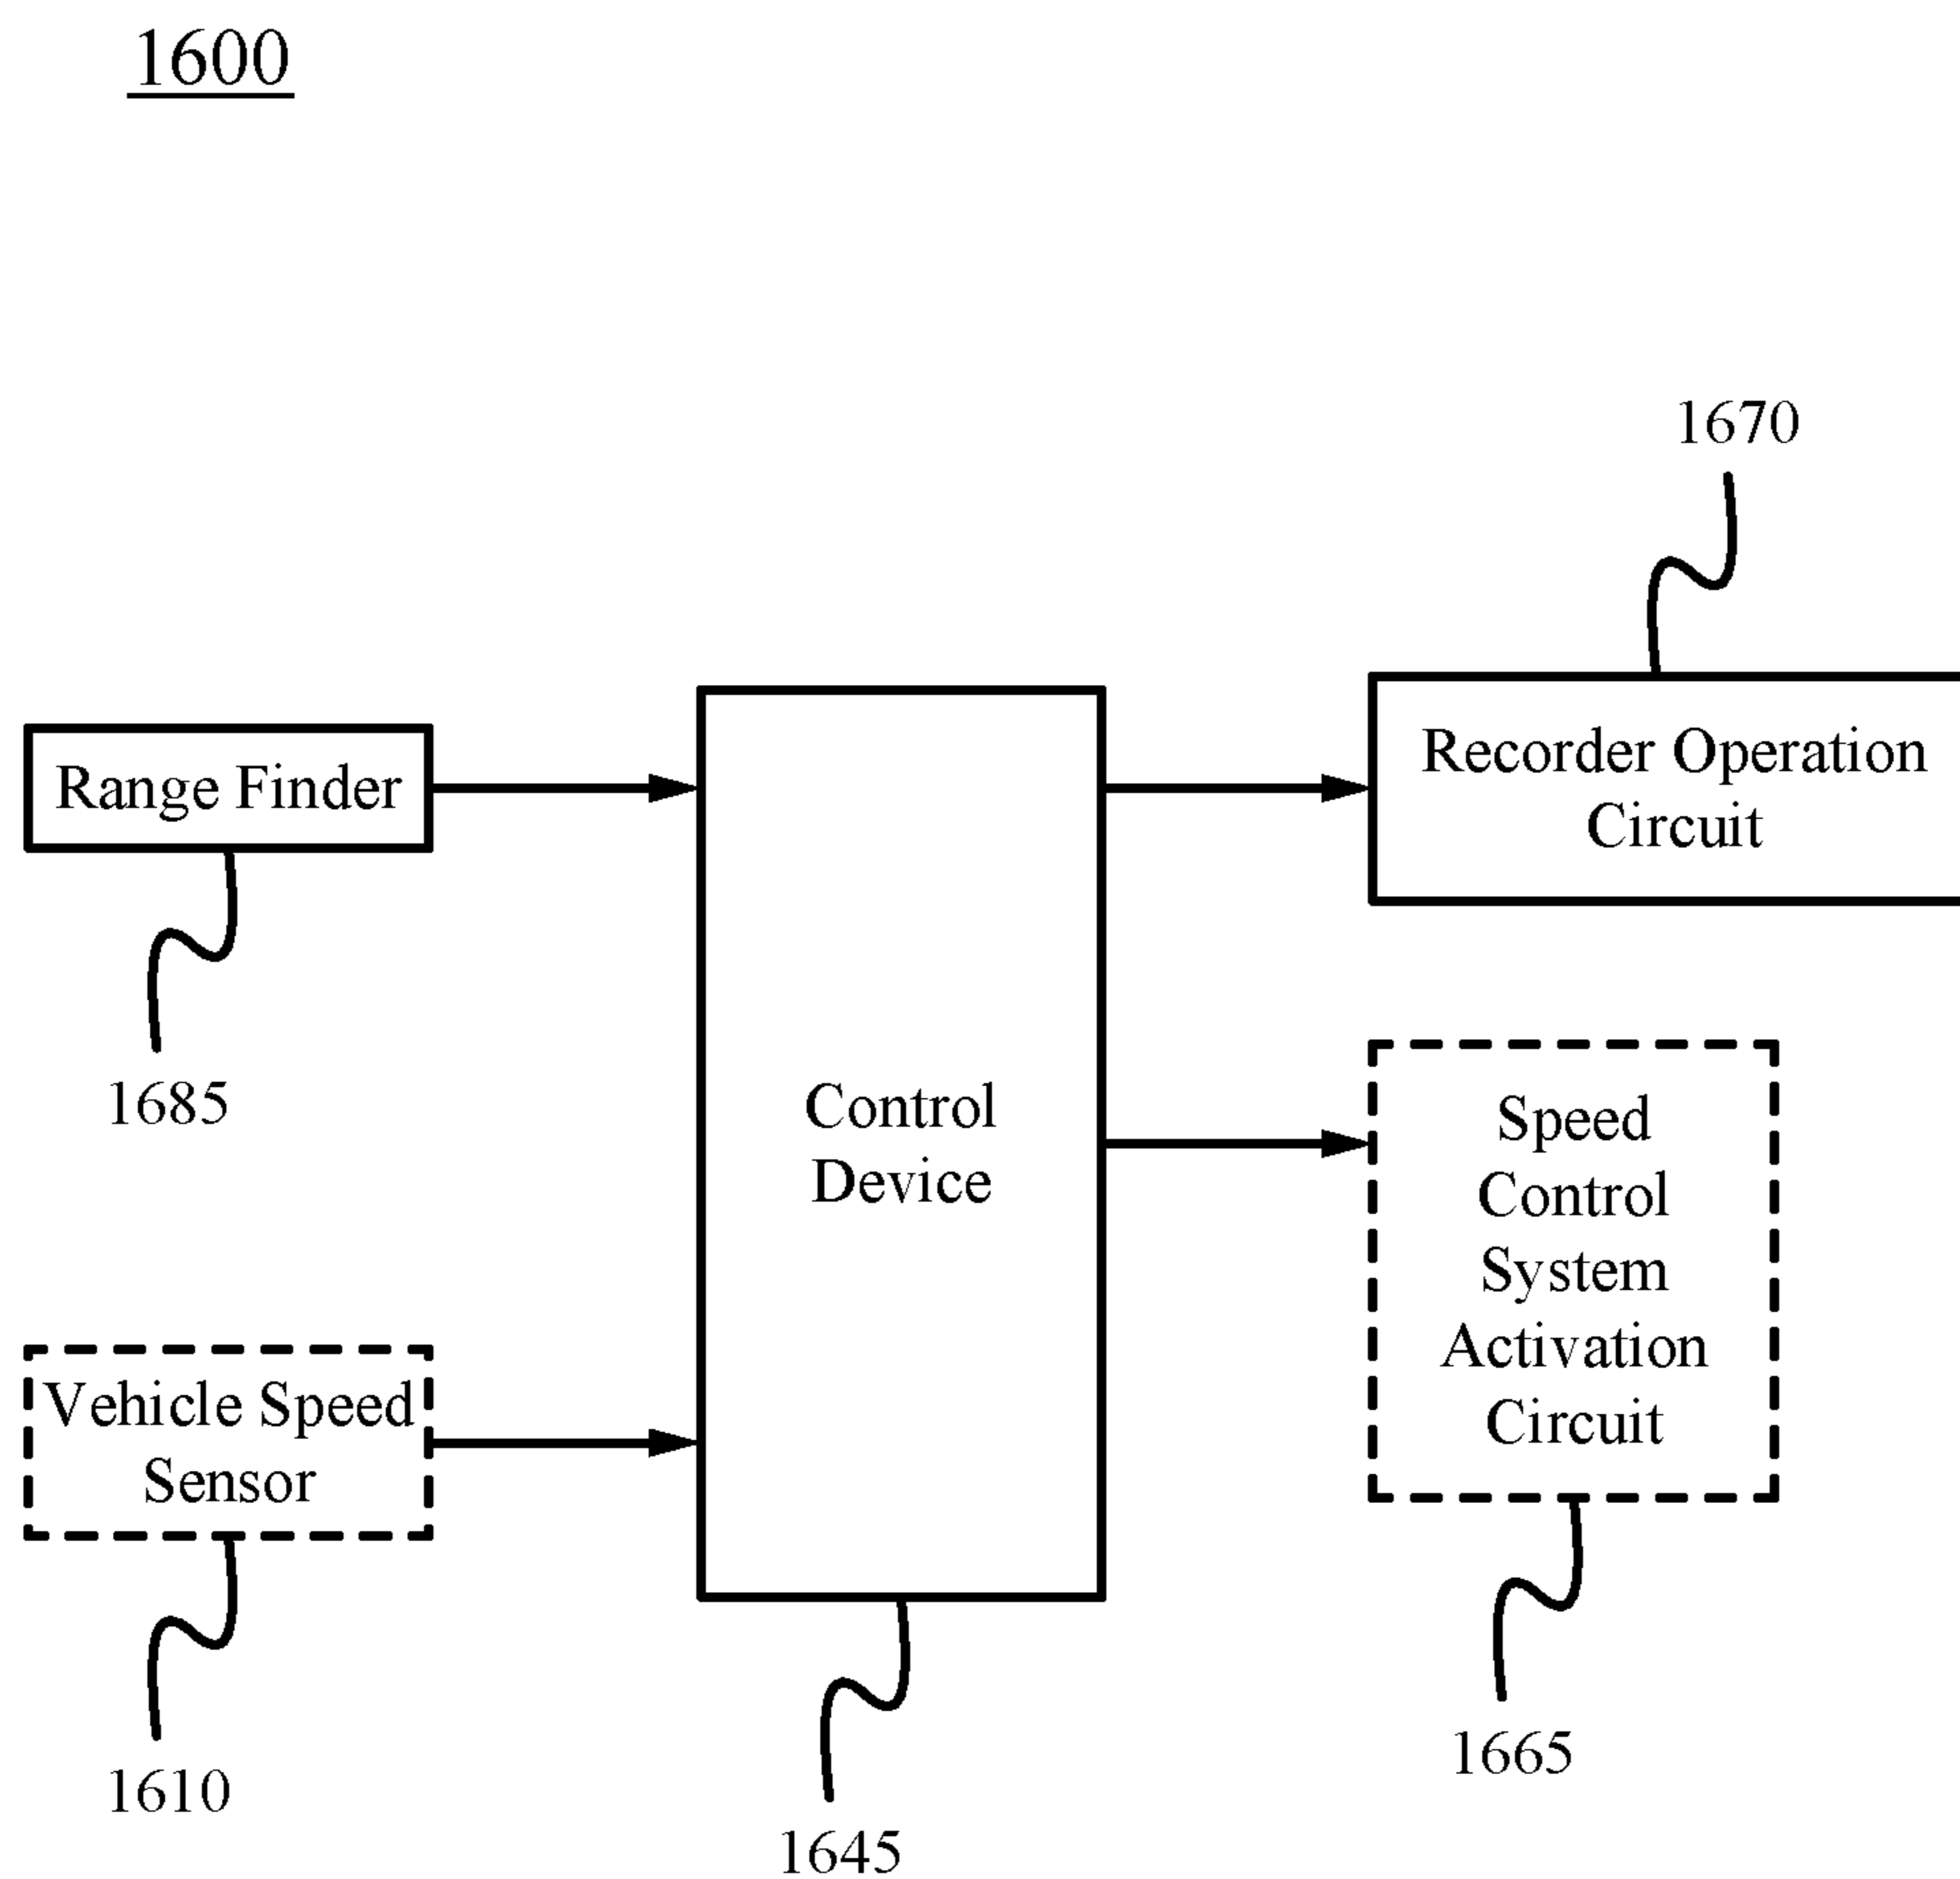 1600
1670
Range Finder
Recorder Operation
Circuit
1685
Control
Device
Speed
Control
System
Activation
Circuit
Vehicle Speed
Sensor
1610
1645
1665